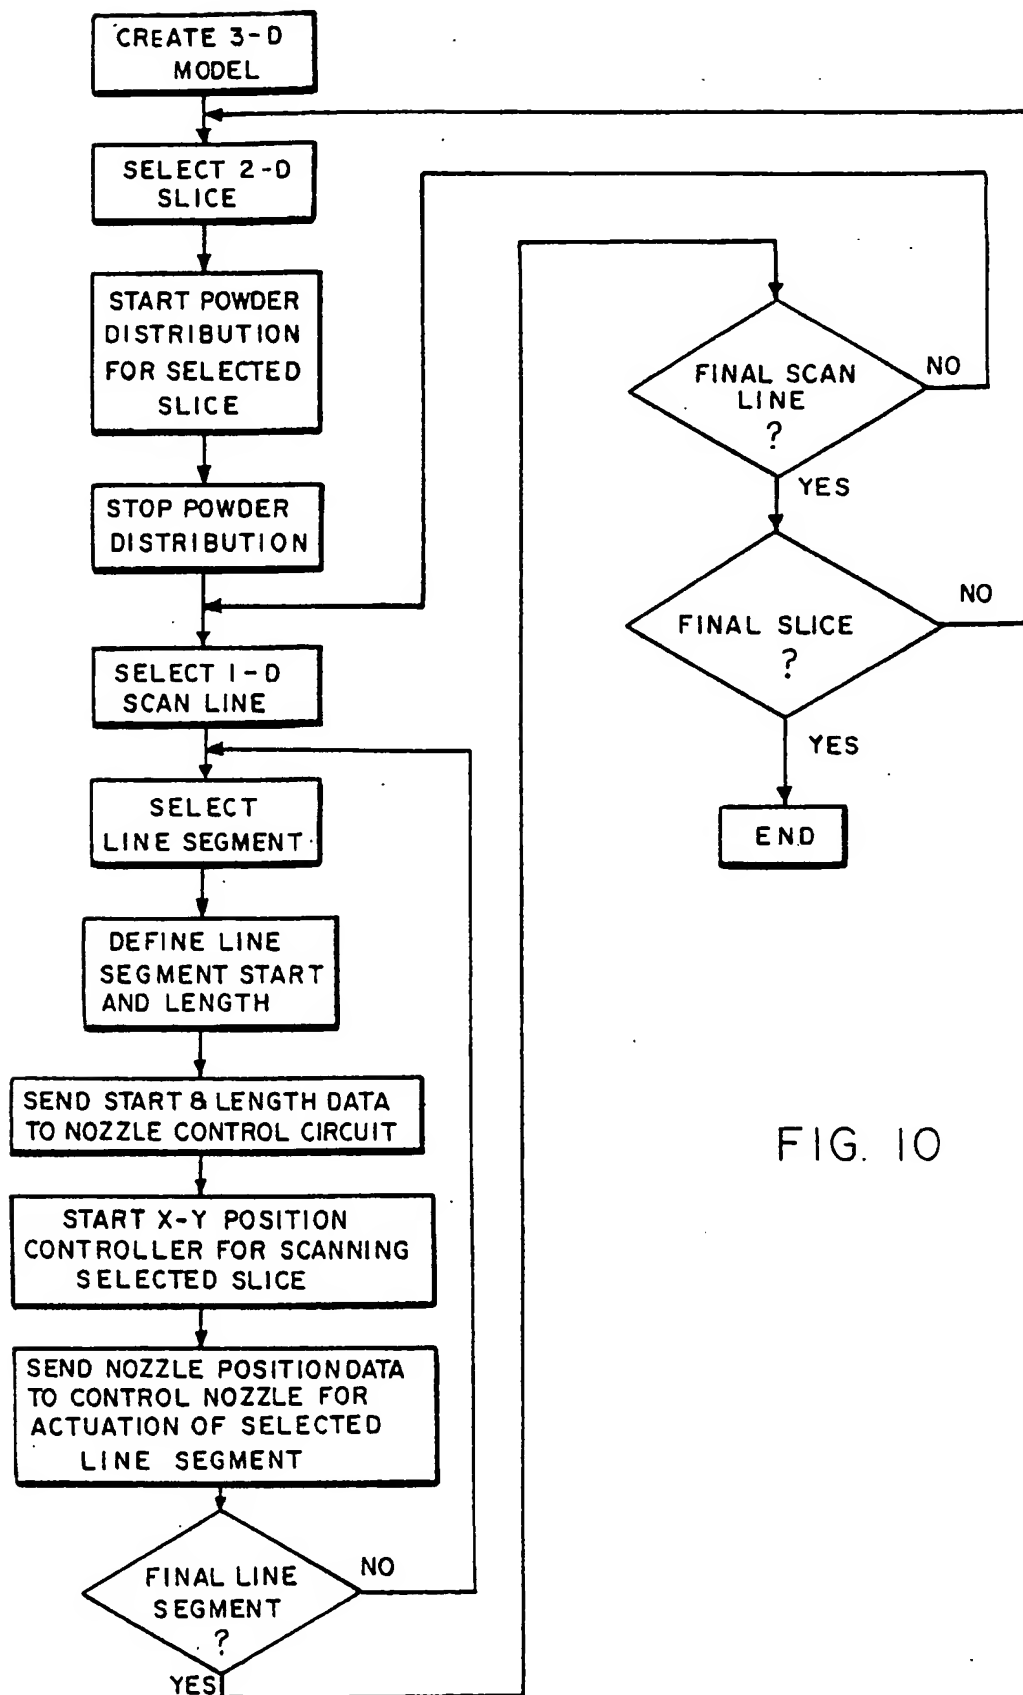 CREATE 3-D
MODEL
SELECT 2-D
SLICE
START POWDER
DISTRIBUTION
FOR SELECTED
SLICE
STOP POWDER
DISTRIBUTION
SELECT 1-D
SCAN LINE
SELECT
LINE SEGMENT
DEFINE LINE
SEGMENT START
AND LENGTH
SEND START & LENGTH DATA
TO NOZZLE CONTROL CIRCUIT
START X-Y POSITION
CONTROLLER FOR SCANNING
SELECTED SLICE
SEND NOZZLE POSITION DATA
TO CONTROL NOZZLE FOR
ACTUATION OF SELECTED
LINE SEGMENT
FINAL LINE
SEGMENT
?
NO
YES
FINAL SCAN
LINE
?
NO
YES
FINAL SLICE
?
NO
YES
END
FIG. 10